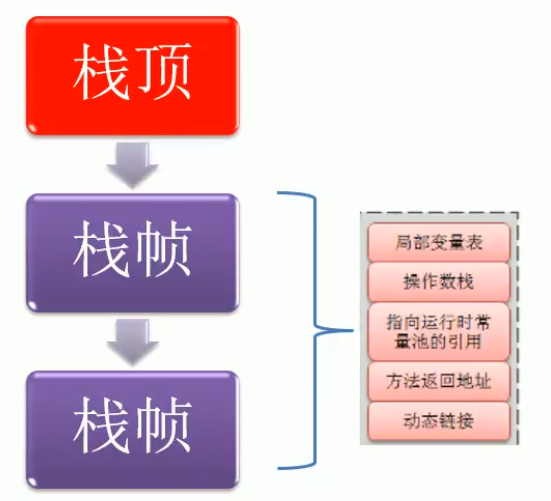 栈顶
栈帧
栈帧
局部变量表
操作数栈
指向运行时常
量池的引用
方法返回地址
动态链接